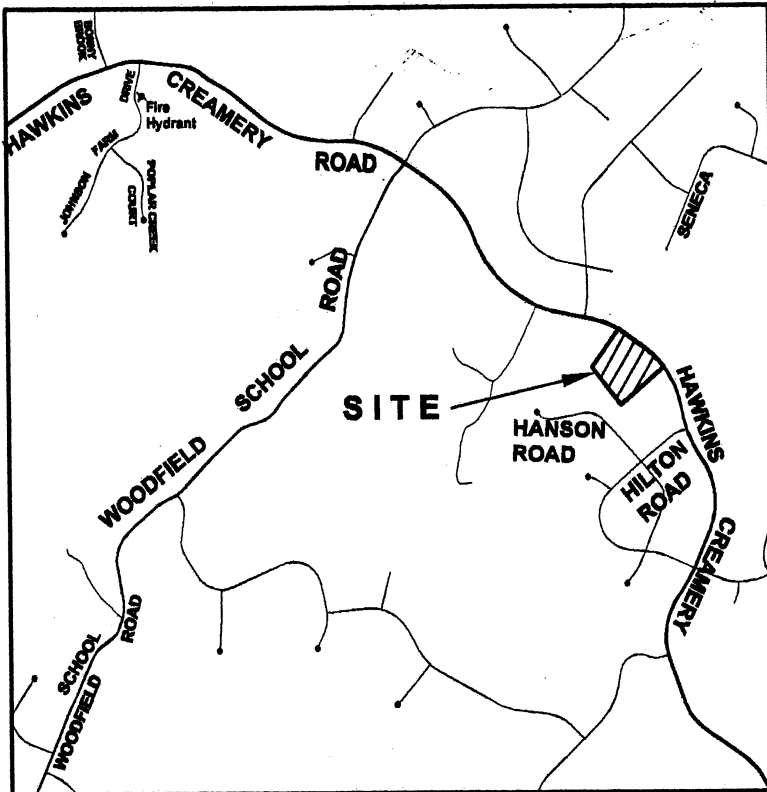 BONNY
BROOK
HAWKINS
CREAMERY
ROAD
DRIVE
Fire
Hydrant
FARM
JOHNSON
POPLAR CREEK
COURT
SENECA
ROAD
SCHOOL
WOODFIELD
SITE
HANSON
ROAD
HAWKINS
HILTON
ROAD
CREAMERY
ROAD
SCHOOL
WOODFIELD